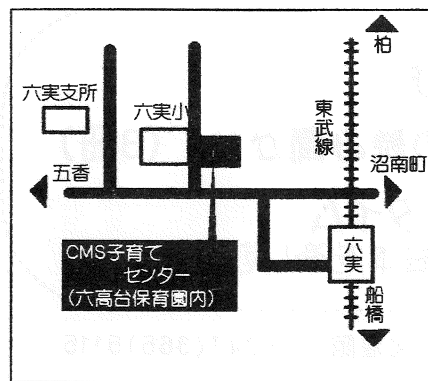 柏
六実支所
六実小
東武線
五香
沼南町
CMS子育て
センター
(六高台保育園内)
六実
船橋